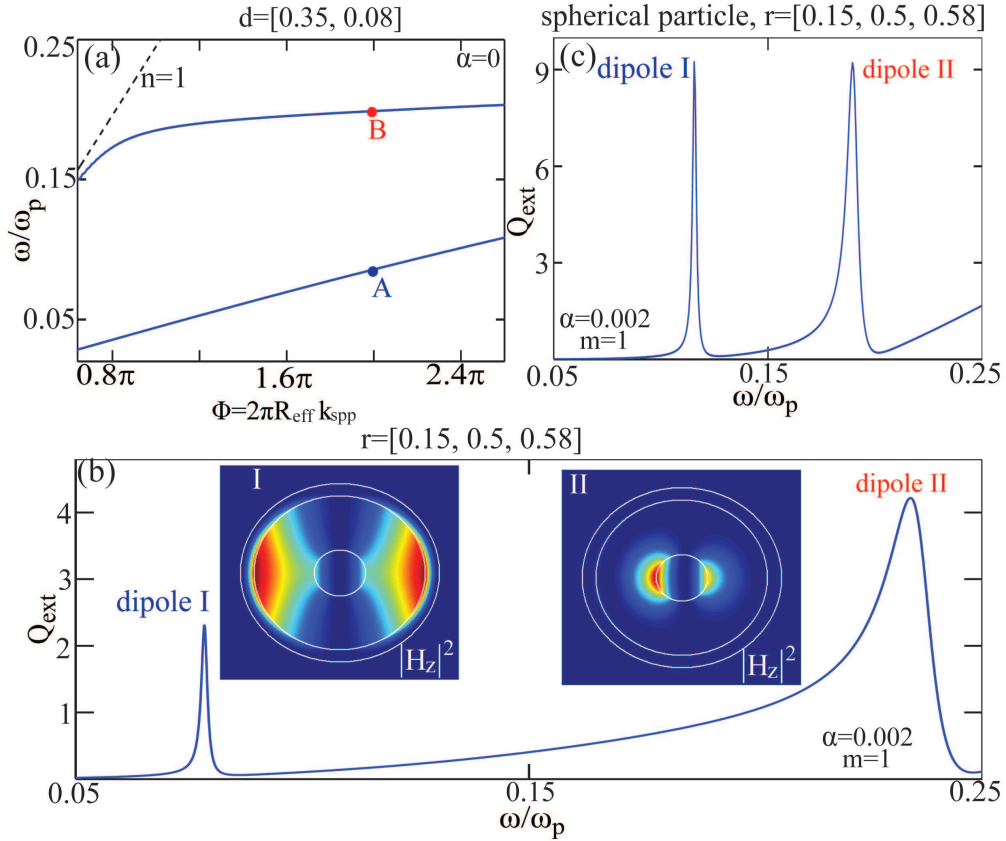 d=[0.35, 0.08]
(a)
α=0
n=1
B
A
0.25
0.15
0.05
ω/ωp
0.8π
1.6π
2.4π
Φ=2πReff kspp
spherical particle, r=[0.15, 0.5, 0.58]
(c)
dipole I
dipole II
9
6
3
Qext
α=0.002
m=1
0.05
0.15
0.25
ω/ωp
r=[0.15, 0.5, 0.58]
(b)
I
|Hz|²
II
|Hz|²
dipole I
dipole II
4
3
2
1
Qext
α=0.002
m=1
0.05
0.15
0.25
ω/ωp